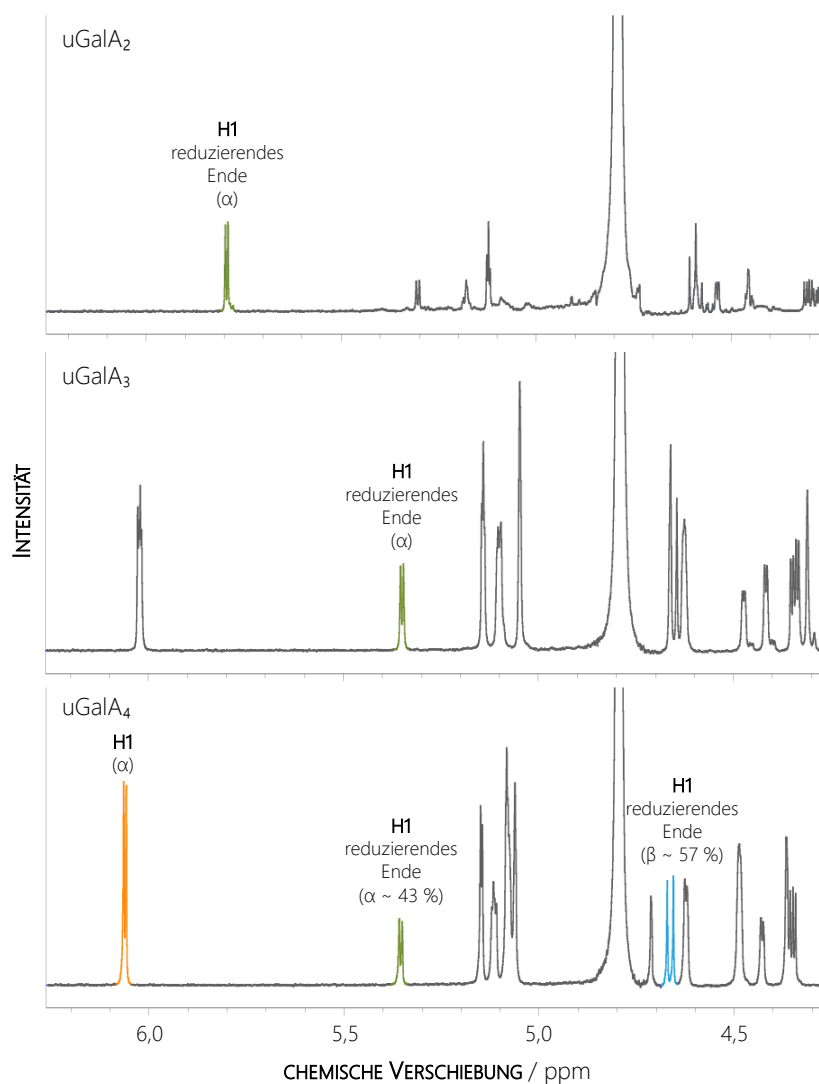 uGalA₂
H1
reduzierendes
Ende
(α)
uGalA₃
H1
reduzierendes
Ende
(α)
uGalA₄
H1
(α)
H1
reduzierendes
Ende
(α ~ 43 %)
H1
reduzierendes
Ende
(β ~ 57 %)
INTENSITÄT
6,0 5,5 5,0 4,5
CHEMISCHE VERSCHIEBUNG / ppm